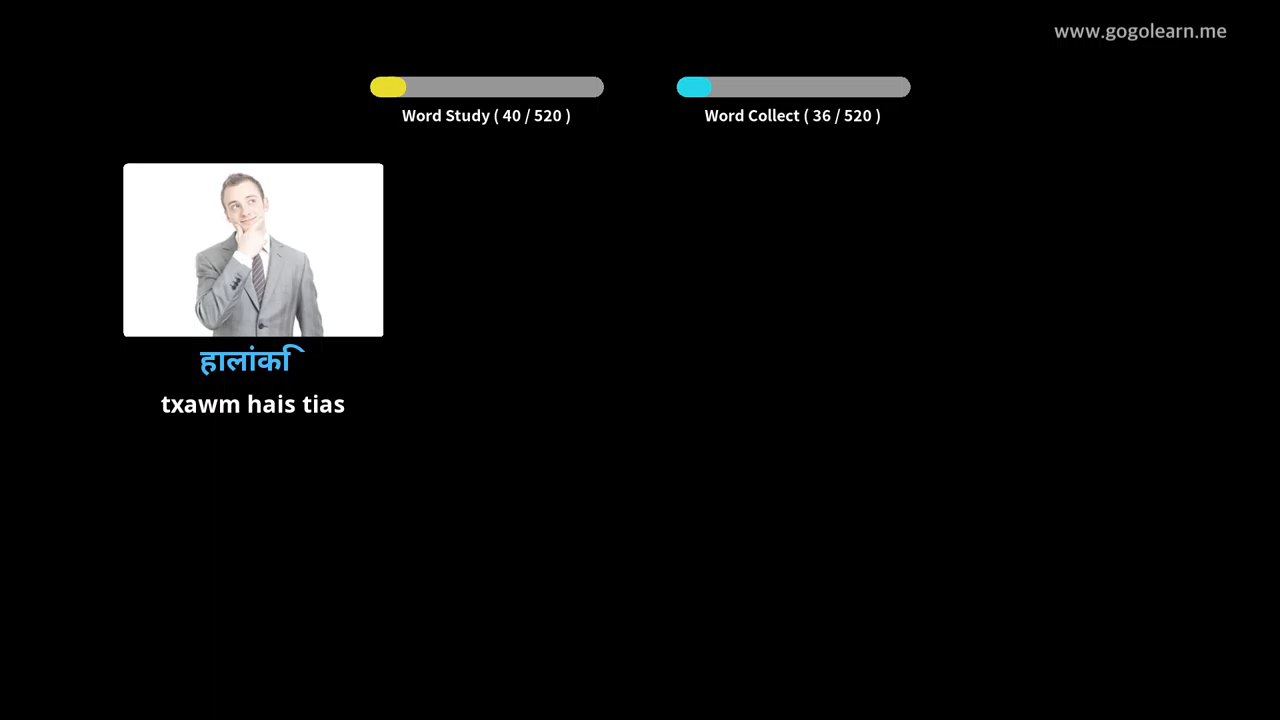 www.gogolearn.me
Word Study ( 40 / 520 )
Word Collect ( 36 / 520 )
हालांकि
txawm hais tias